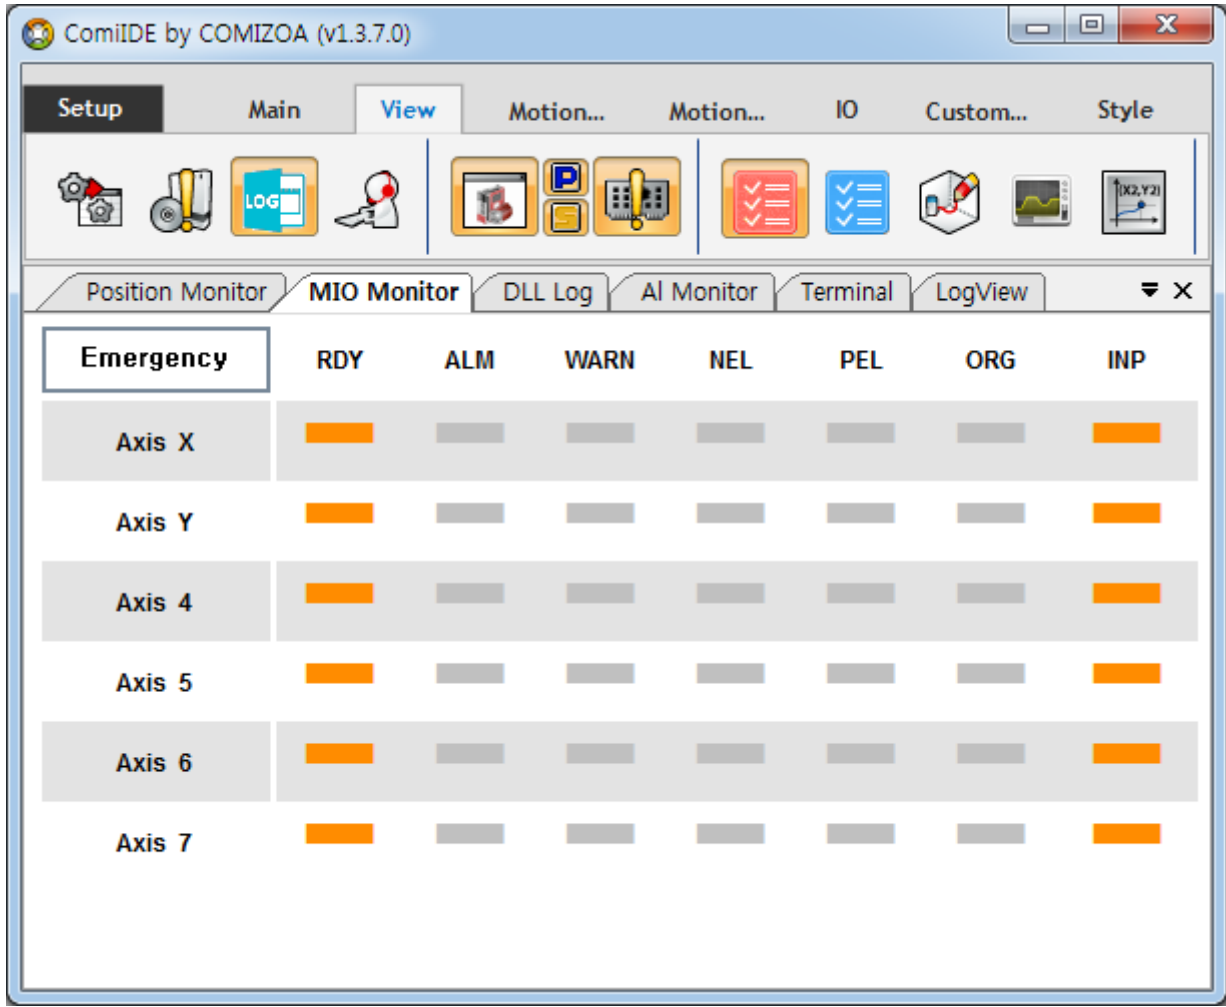 ComiIDE by COMIZOA (v1.3.7.0)
Setup Main View Motion... Motion... IO Custom... Style
LOG P S (X2,Y2)
Position Monitor MIO Monitor DLL Log AI Monitor Terminal LogView
Emergency RDY ALM WARN NEL PEL ORG INP
Axis X
Axis Y
Axis 4
Axis 5
Axis 6
Axis 7